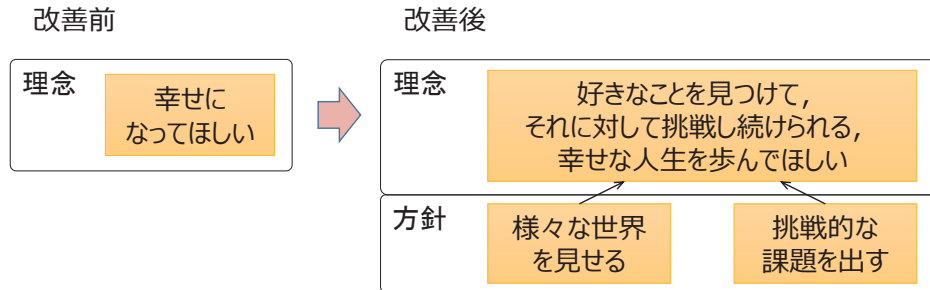 改善前
改善後
理念
幸せに
なってほしい
理念
好きなことを見つけて，
それに対して挑戦し続けられる，
幸せな人生を歩んでほしい
方針
様々な世界
を見せる
挑戦的な
課題を出す